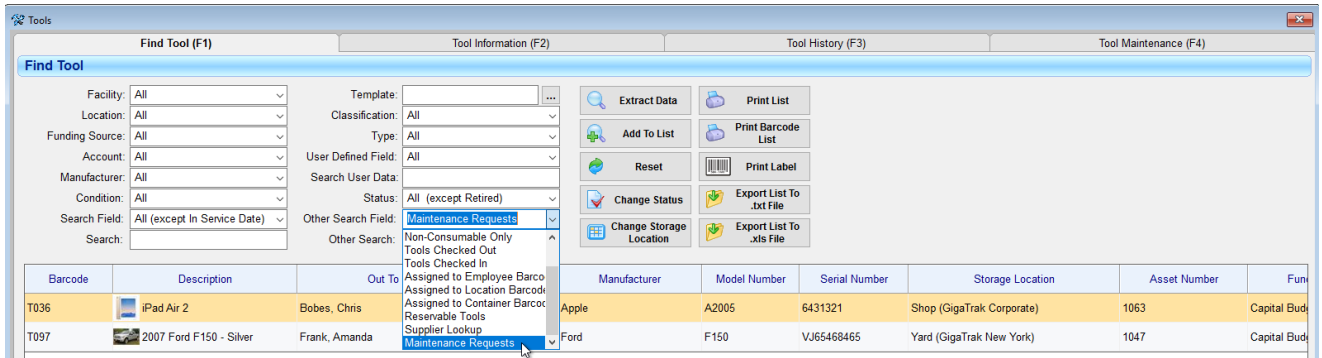 Tools
Find Tool (F1) Tool Information (F2) Tool History (F3) Tool Maintenance (F4)
Find Tool
Facility: All
Location: All
Funding Source: All
Account: All
Manufacturer: All
Condition: All
Search Field: All (except In Service Date)
Search:
Template: ...
Classification: All
Type: All
User Defined Field: All
Search User Data:
Status: All (except Retired)
Other Search Field: Maintenance Requests
Other Search:
Non-Consumable Only
Tools Checked Out
Tools Checked In
Assigned to Employee Barco
Assigned to Location Barcode
Assigned to Container Barcod
Reservable Tools
Supplier Lookup
Maintenance Requests
Extract Data
Add To List
Reset
Change Status
Change Storage
Location
Print List
Print Barcode
List
Print Label
Export List To
.txt File
Export List To
.xls File
Barcode Description Out To Manufacturer Model Number Serial Number Storage Location Asset Number Fun
T036 iPad Air 2 Bobes, Chris Apple A2005 6431321 Shop (GigaTrak Corporate) 1063 Capital Bud
T097 2007 Ford F150 - Silver Frank, Amanda Ford F150 VJ65468465 Yard (GigaTrak New York) 1047 Capital Bud